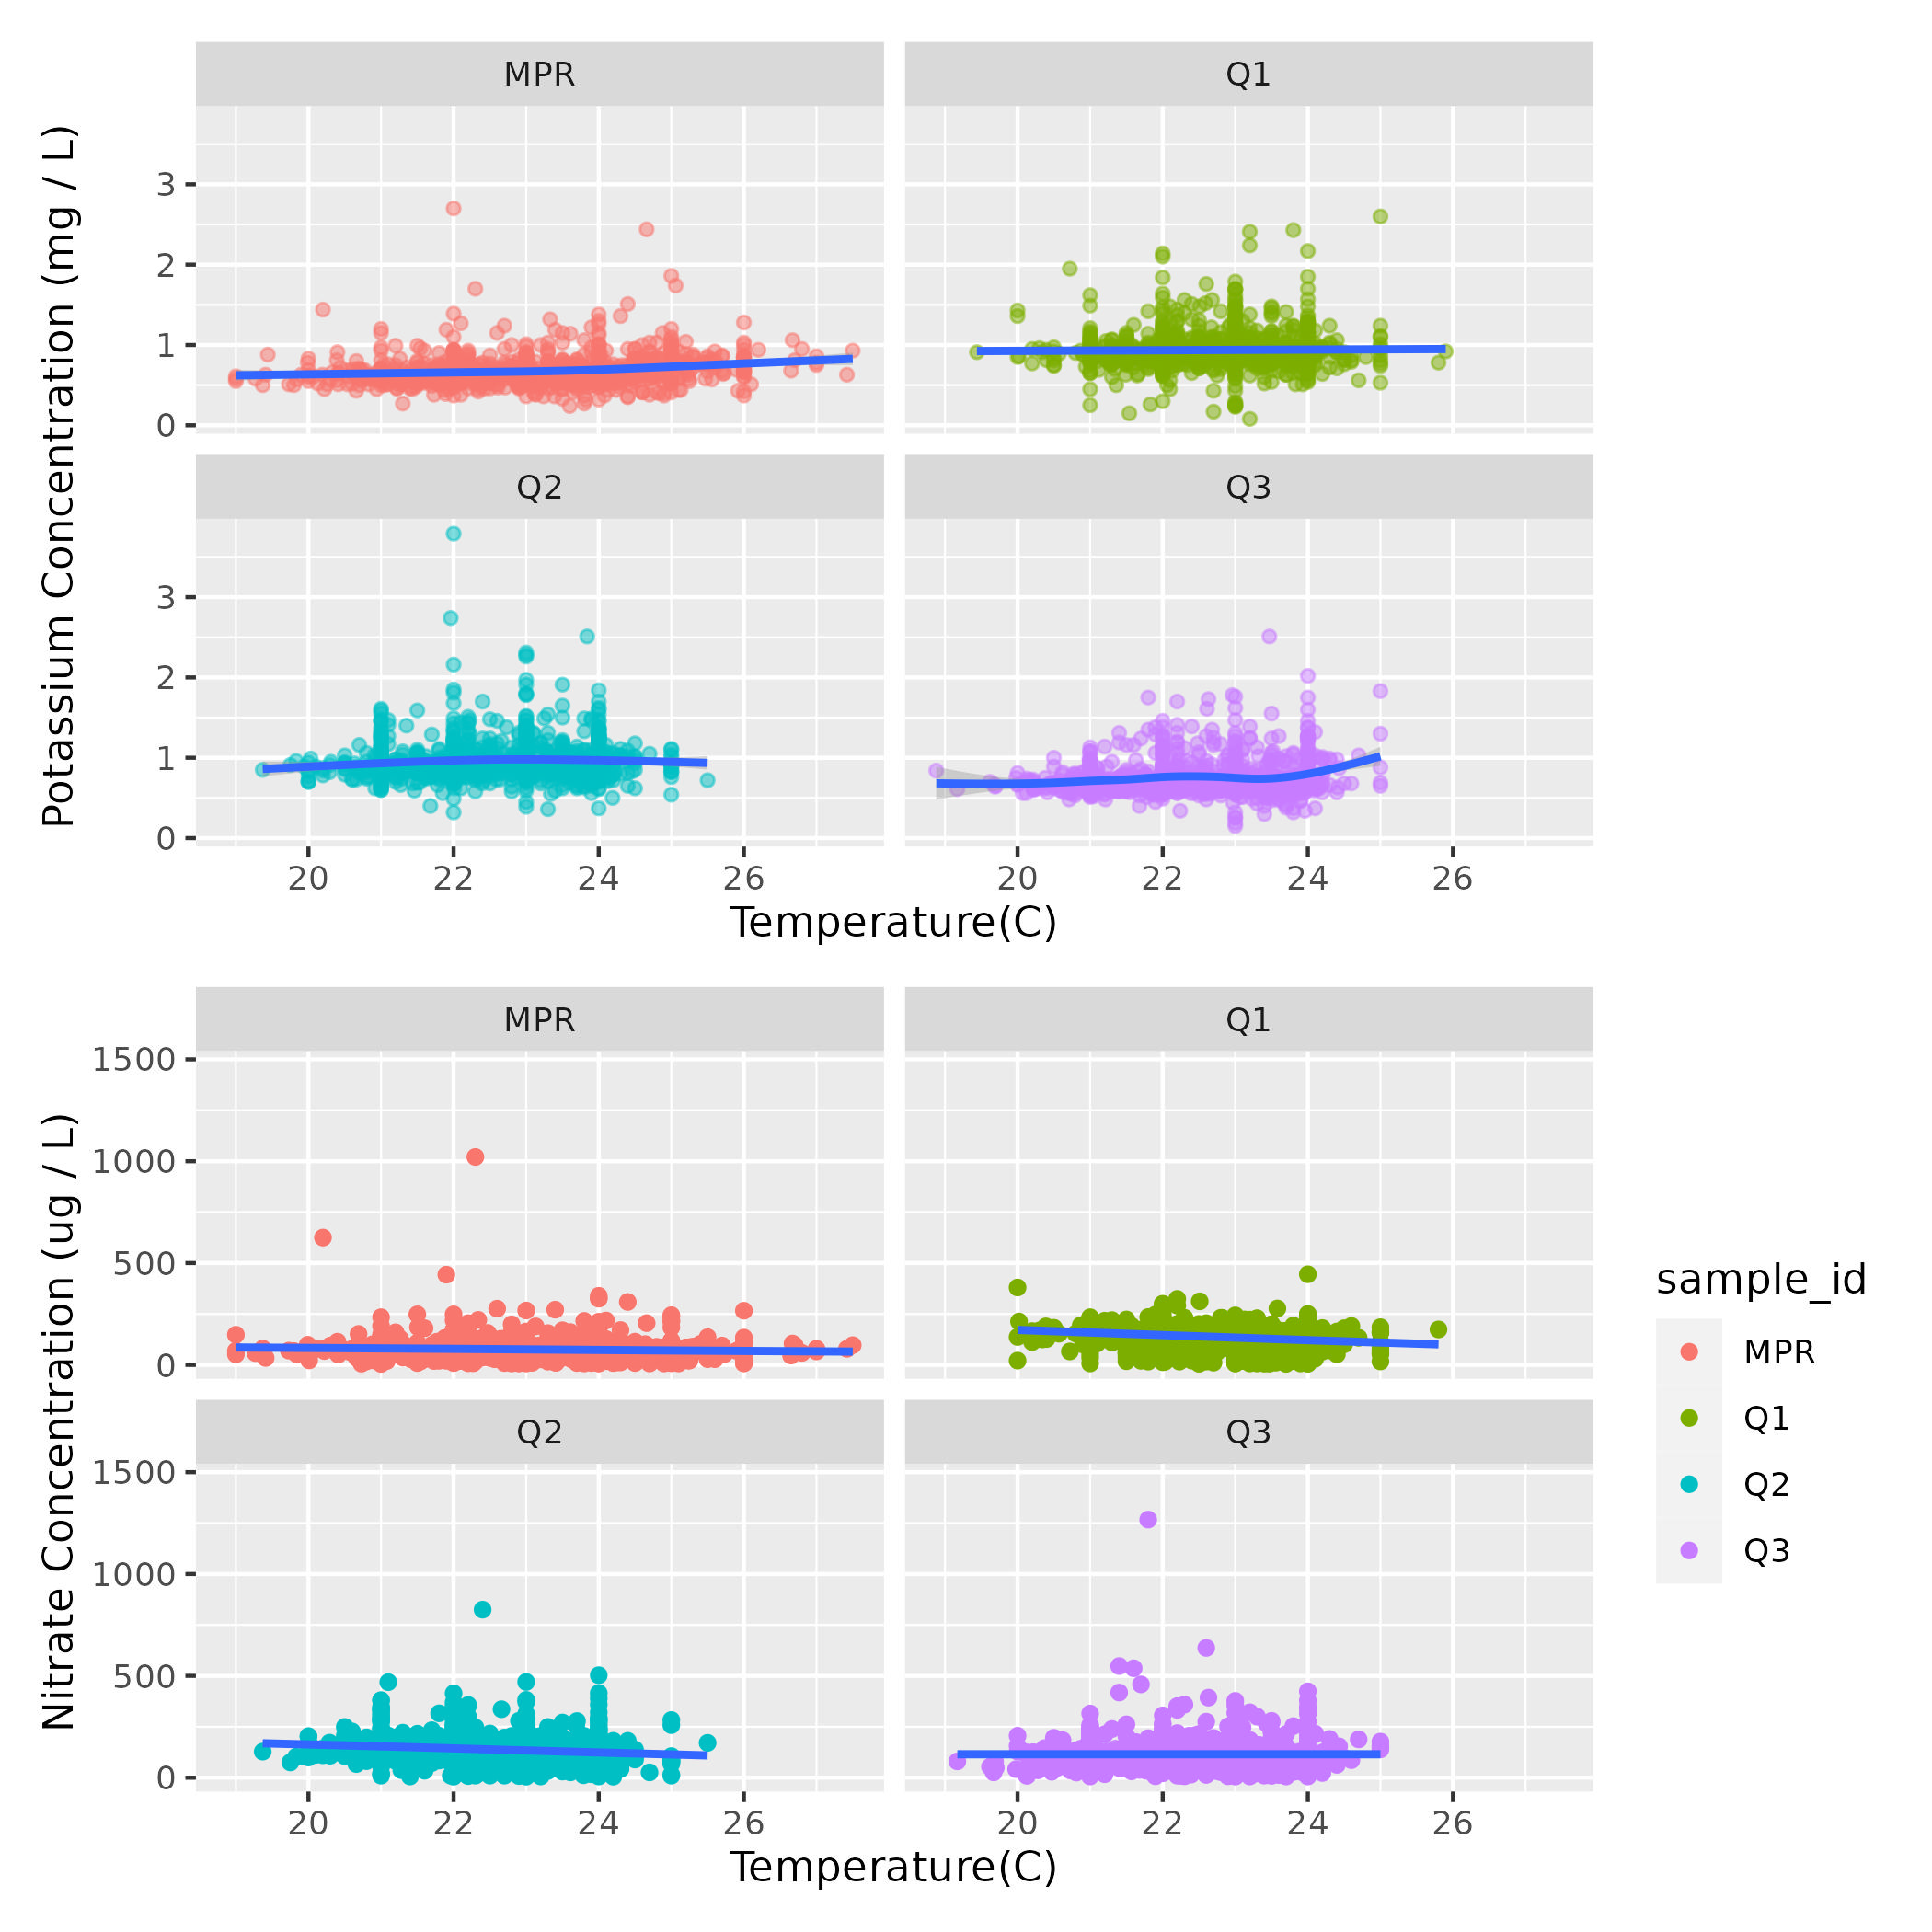 MPR
Q1
3
2
1
0
Q2
Q3
3
2
1
0
20 22 24 26
20 22 24 26
Temperature(C)
Potassium Concentration (mg / L)
MPR
Q1
1500
1000
500
0
Q2
Q3
1500
1000
500
0
20 22 24 26
20 22 24 26
Temperature(C)
Nitrate Concentration (ug / L)
sample_id
MPR
Q1
Q2
Q3